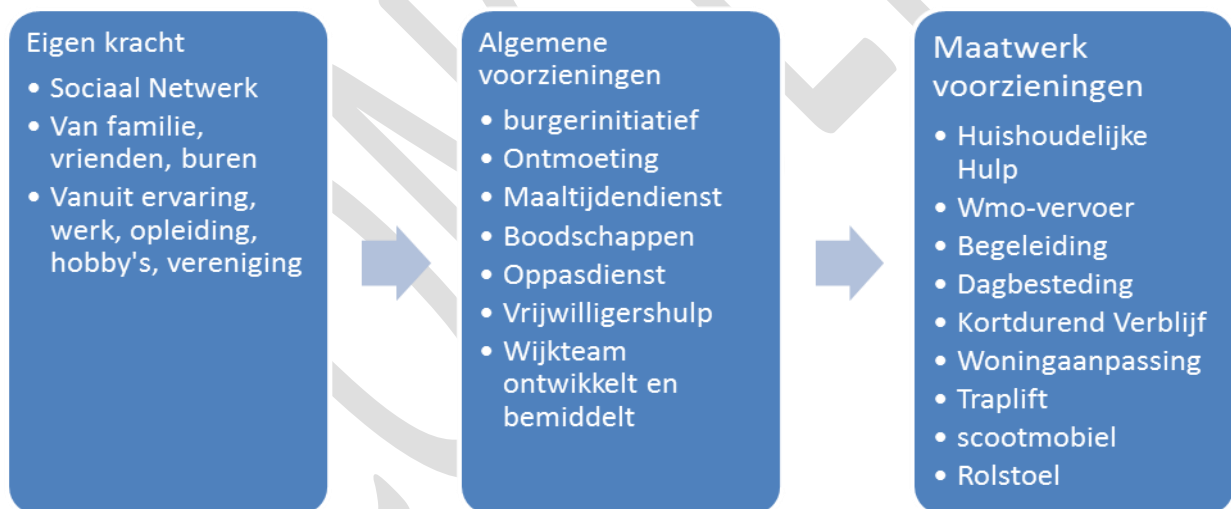 Eigen kracht
• Sociaal Netwerk
• Van familie,
vrienden, buren
• Vanuit ervaring,
werk, opleiding,
hobby's, vereniging
Algemene
voorzieningen
• burgerinitiatief
• Ontmoeting
• Maaltijdendienst
• Boodschappen
• Oppasdienst
• Vrijwilligershulp
• Wijkteam
ontwikkelt en
bemiddelt
Maatwerk
voorzieningen
• Huishoudelijke
Hulp
• Wmo-vervoer
• Begeleiding
• Dagbesteding
• Kortdurend Verblijf
• Woningaanpassing
• Traplift
• scootmobiel
• Rolstoel